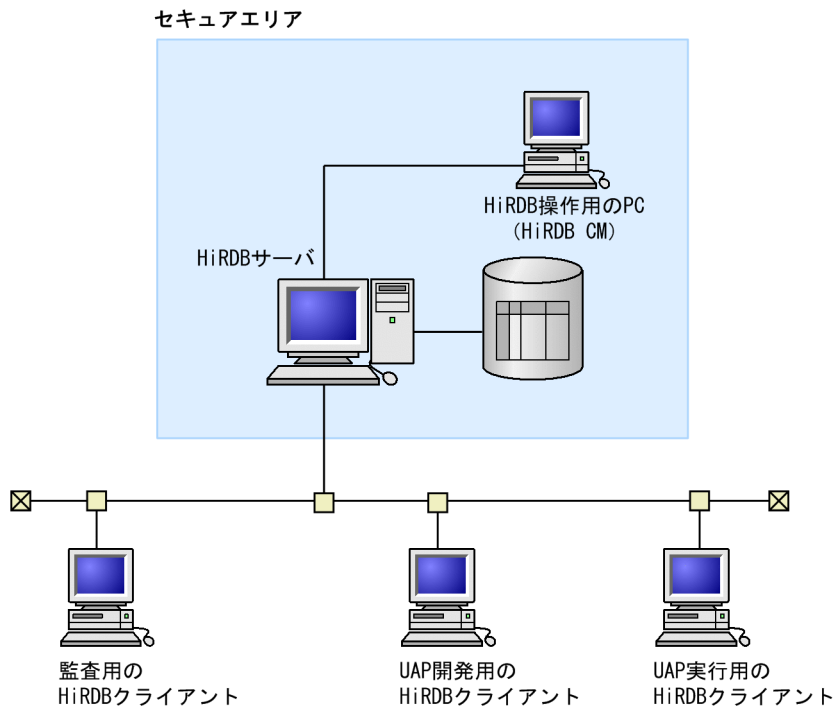 セキュアエリア
HiRDB操作用のPC
(HiRDB CM)
HiRDBサーバ
監査用の
HiRDBクライアント
UAP開発用の
HiRDBクライアント
UAP実行用の
HiRDBクライアント